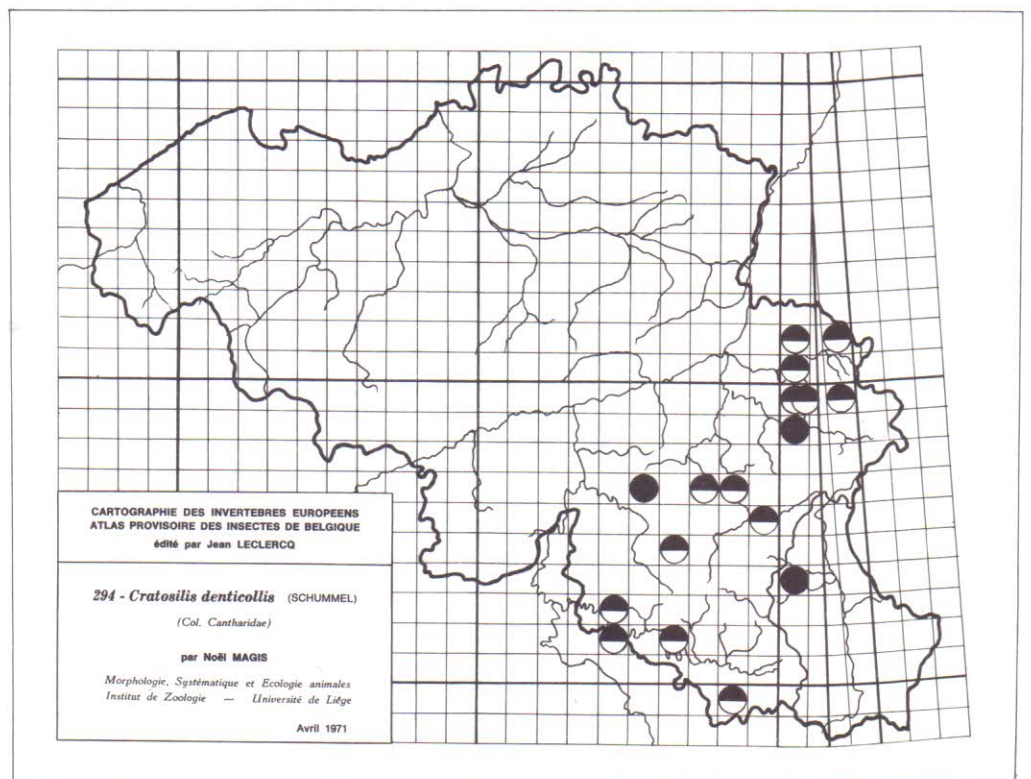 CARTOGRAPHIE DES INVERTEBRES EUROPEENS
ATLAS PROVISOIRE DES INSECTES DE BELGIQUE
édité par Jean LECLERCQ
294 - Cratosilis denticollis (SCHUMMEL)
(Col. Cantharidae)
par Noël MAGIS
Morphologie, Systématique et Ecologie animales
Institut de Zoologie — Université de Liège
Avril 1971